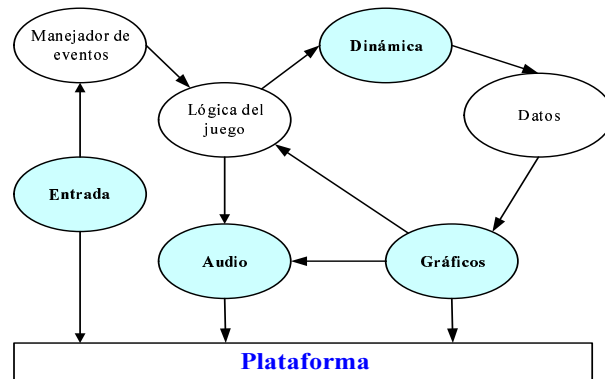 Manejador de
eventos
Dinámica
Lógica del
juego
Datos
Entrada
Audio
Gráficos
Plataforma